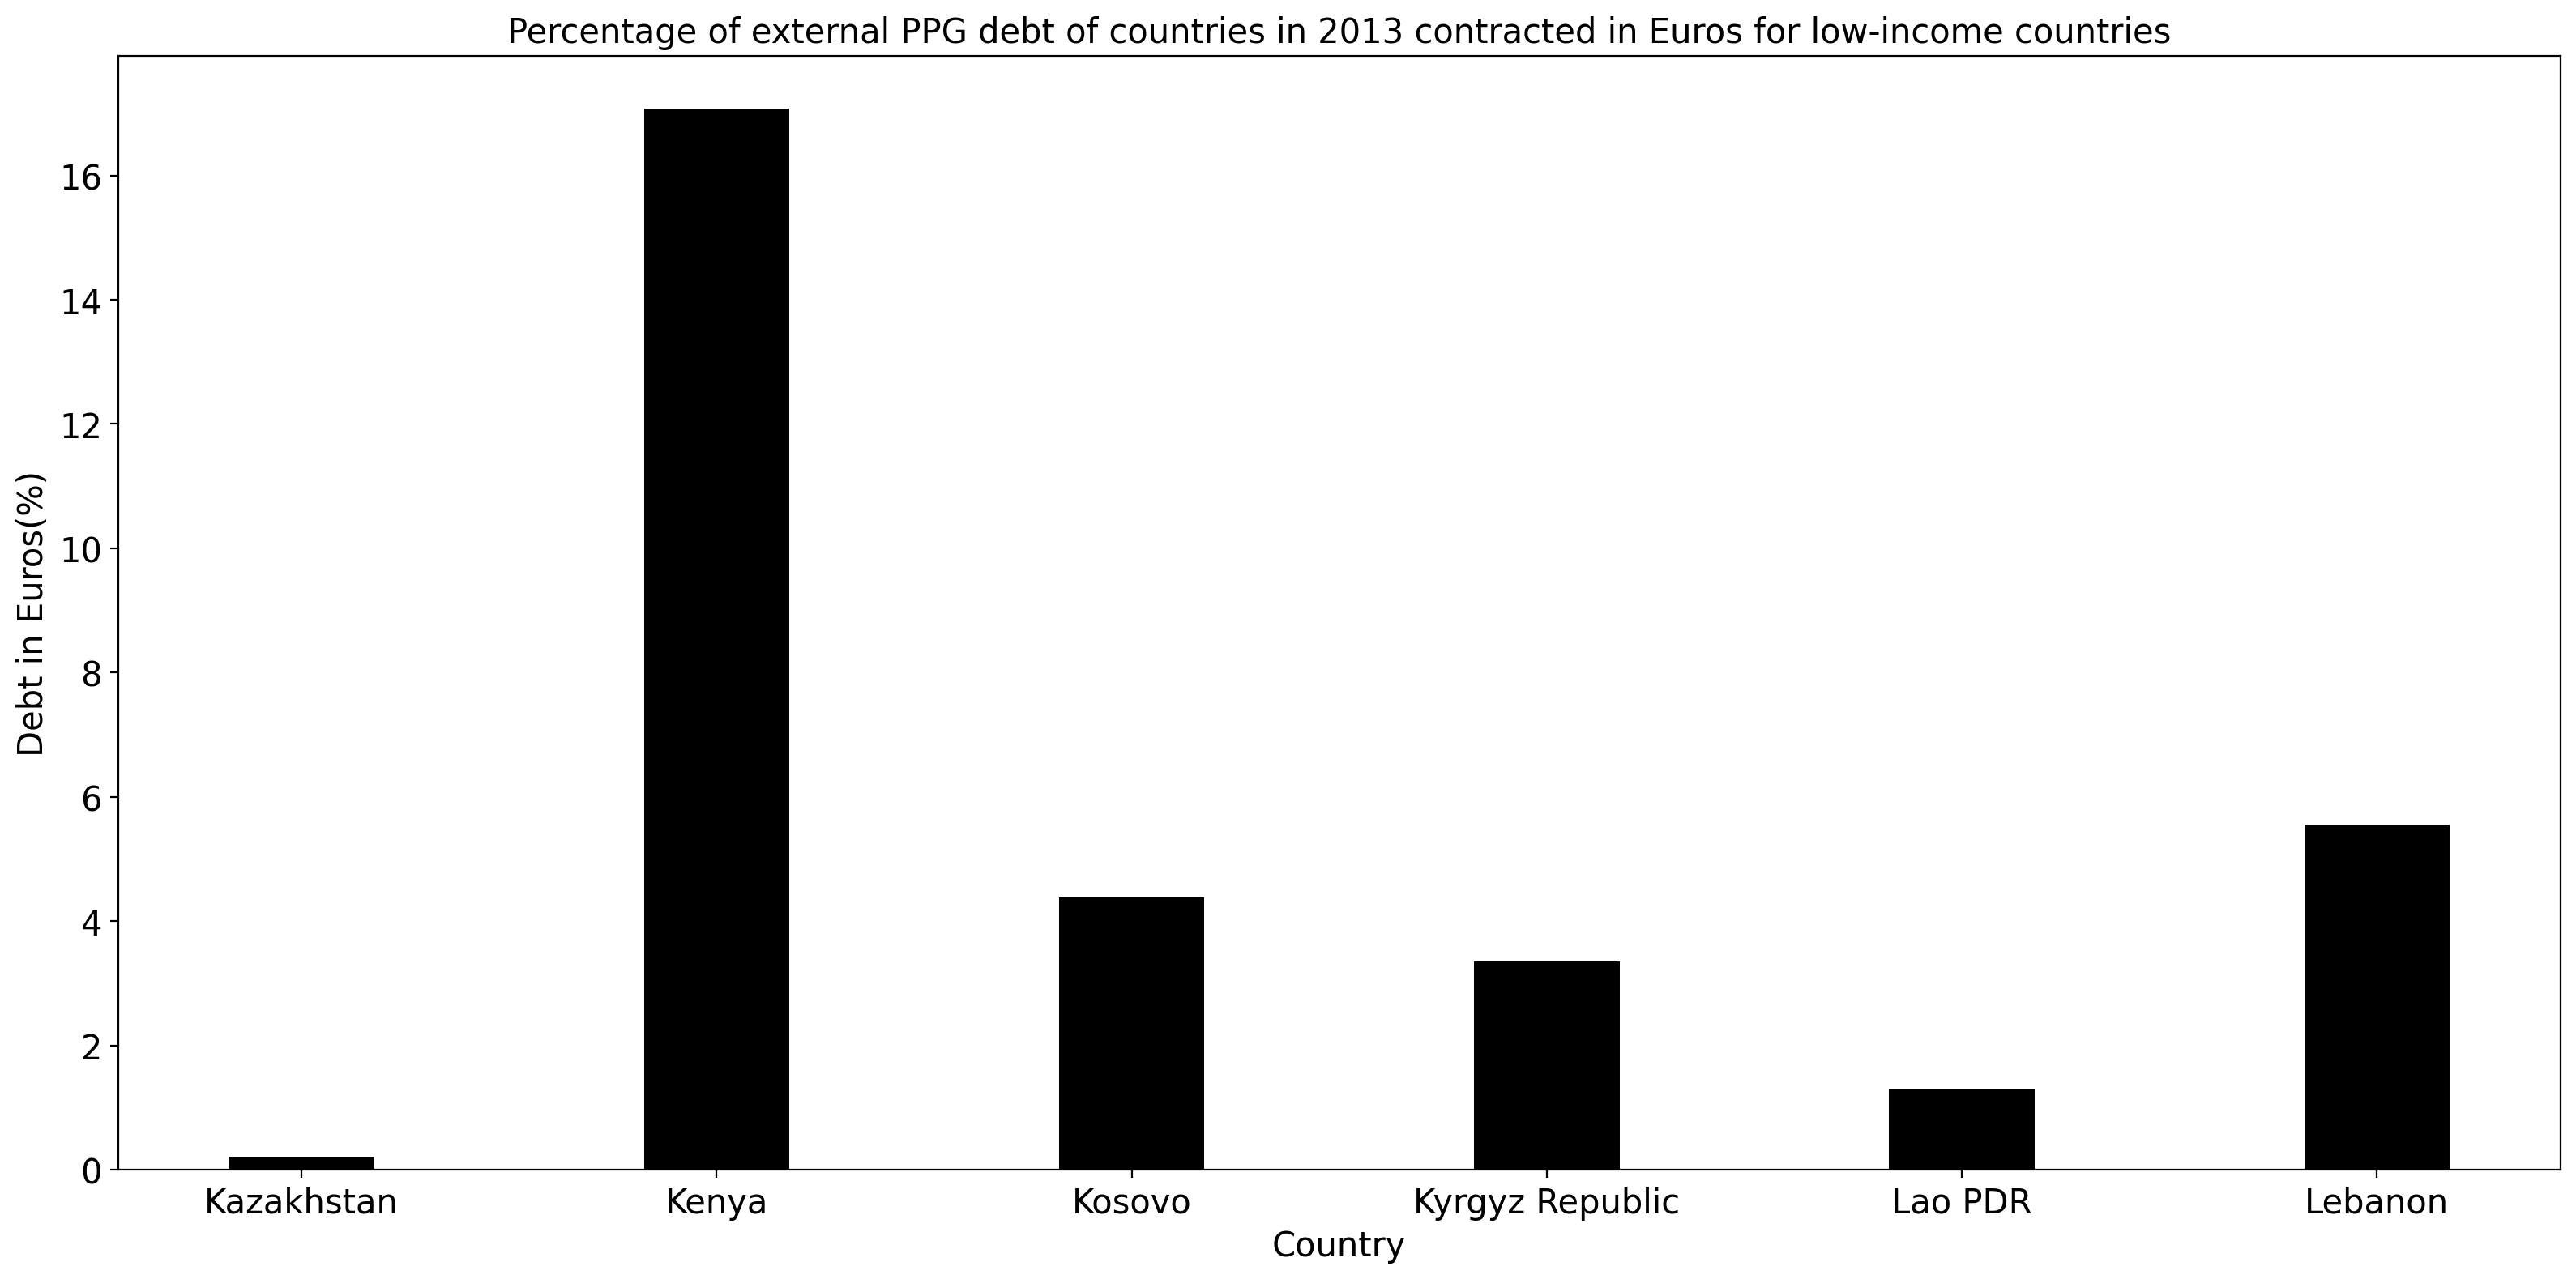 Percentage of external PPG debt of countries in 2013 contracted in Euros for low-income countries
Debt in Euros(%)
16
14
12
10
8
6
4
2
0
Kazakhstan Kenya Kosovo Kyrgyz Republic Lao PDR Lebanon
Country